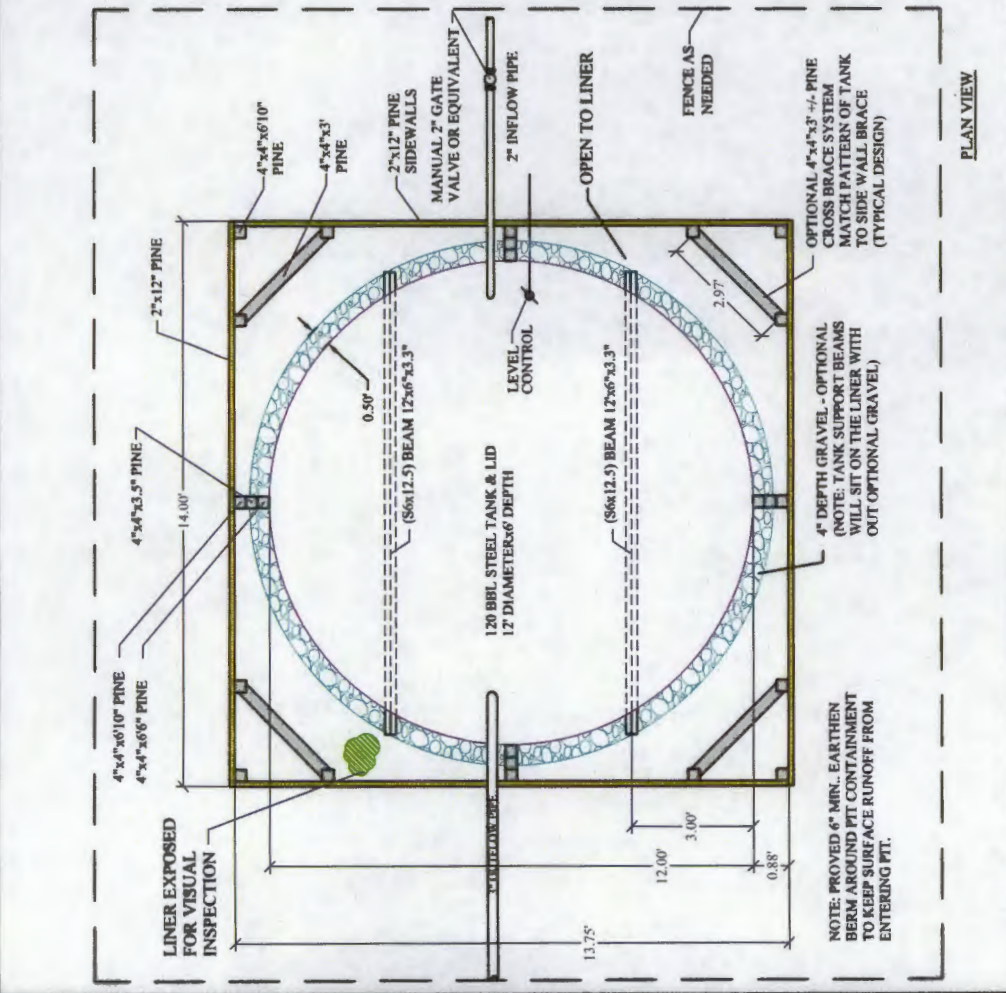 2"x12" PINE
4"x4"x6'10"
PINE
4"x4"x3'
PINE
2"x12" PINE
SIDEWALLS
MANUAL 2" GATE
VALVE OR EQUIVALENT
2" INFLOW PIPE
OPEN TO LINER
FENCE AS
NEEDED
OPTIONAL 4"x4"x3' +/- PINE
CROSS BRACE SYSTEM
MATCH PATTERN OF TANK
TO SIDE WALL BRACE
(TYPICAL DESIGN)
PLAN VIEW
4"x4"x3.5" PINE
14.00'
4"x4"x6'10" PINE
4"x4"x6'6" PINE
0.50'
(S6x12.5) BEAM 12'x6"x3.3"
LEVEL
CONTROL
120 BBL STEEL TANK & LID
12' DIAMETERx6' DEPTH
(S6x12.5) BEAM 12'x6"x3.3"
2.97'
4" DEPTH GRAVEL - OPTIONAL
(NOTE: TANK SUPPORT BEAMS
WILL SIT ON THE LINER WITH
OUT OPTIONAL GRAVEL)
LINER EXPOSED
FOR VISUAL
INSPECTION
INFLOW PIPE
3.00'
12.00'
0.88'
13.75'
NOTE: PROVED 6" MIN.. EARTHEN
BERM AROUND PIT CONTAINMENT
TO KEEP SURFACE RUNOFF FROM
ENTERING PIT.